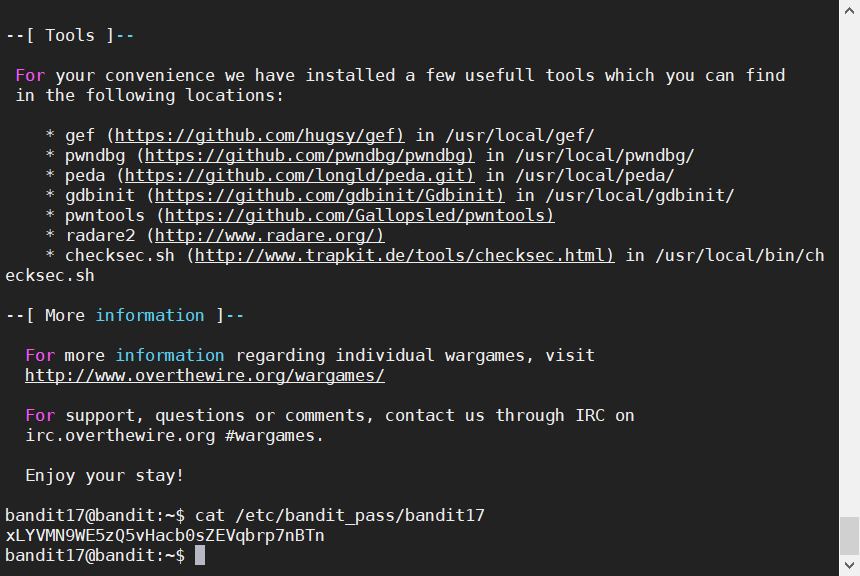 --[ Tools ]--
For your convenience we have installed a few usefull tools which you can find
in the following locations:
* gef (https://github.com/hugsy/gef) in /usr/local/gef/
* pwndbg (https://github.com/pwndbg/pwndbg) in /usr/local/pwndbg/
* peda (https://github.com/longld/peda.git) in /usr/local/peda/
* gdbinit (https://github.com/gdbinit/Gdbinit) in /usr/local/gdbinit/
* pwntools (https://github.com/Gallopsled/pwntools)
* radare2 (http://www.radare.org/)
* checksec.sh (http://www.trapkit.de/tools/checksec.html) in /usr/local/bin/ch
ecksec.sh
--[ More information ]--
For more information regarding individual wargames, visit
http://www.overthewire.org/wargames/
For support, questions or comments, contact us through IRC on
irc.overthewire.org #wargames.
Enjoy your stay!
bandit17@bandit:~$ cat /etc/bandit_pass/bandit17
xLYVMN9WE5zQ5vHacb0sZEVqbrp7nBTn
bandit17@bandit:~$